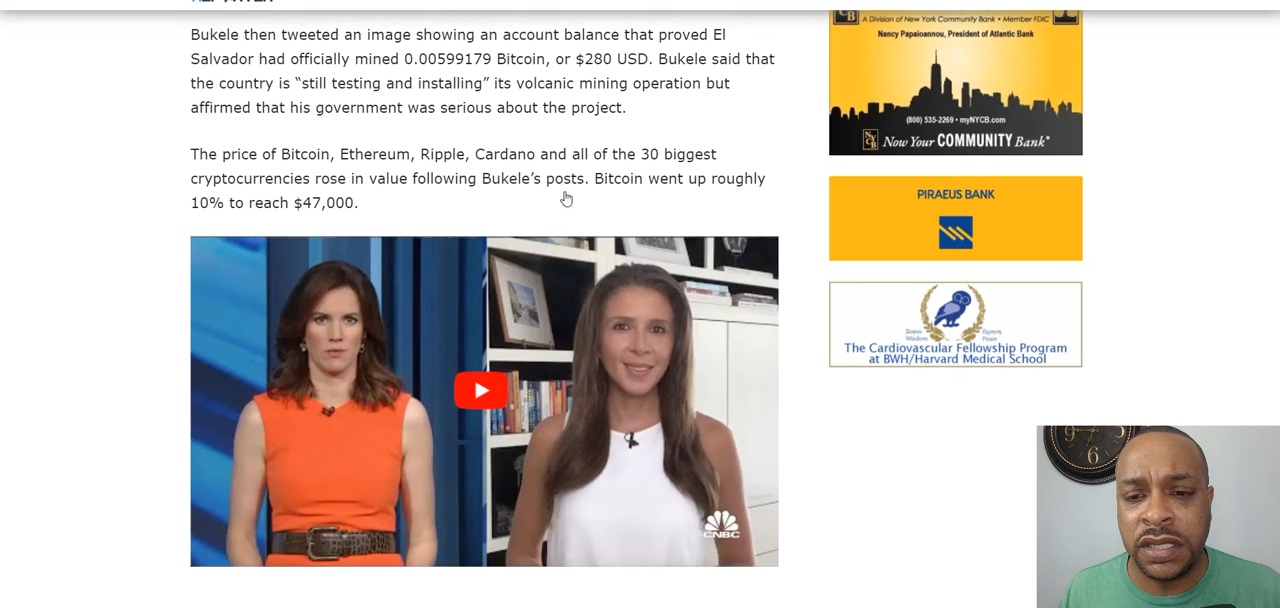 Bukele then tweeted an image showing an account balance that proved El
Salvador had officially mined 0.00599179 Bitcoin, or $280 USD. Bukele said that
the country is “still testing and installing” its volcanic mining operation but
affirmed that his government was serious about the project.
The price of Bitcoin, Ethereum, Ripple, Cardano and all of the 30 biggest
cryptocurrencies rose in value following Bukele’s posts. Bitcoin went up roughly
10% to reach $47,000.
CNBC
A Division of New York Community Bank • Member FDIC
Nancy Papaioannou, President of Atlantic Bank
(800) 535-2269 • myNYCB.com
Now Your COMMUNITY Bank
PIRAEUS BANK
The Cardiovascular Fellowship Program
at BWH/Harvard Medical School